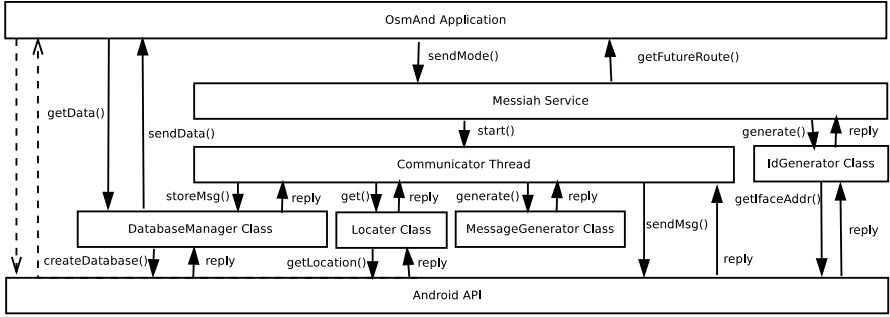 OsmAnd Application
sendMode()
getFutureRoute()
getData()
sendData()
Messiah Service
start()
generate()
reply
Communicator Thread
IdGenerator Class
storeMsg()
reply
get()
reply
generate()
reply
sendMsg()
getIfaceAddr()
DatabaseManager Class
Locater Class
MessageGenerator Class
reply
createDatabase()
reply
getLocation()
reply
reply
Android API